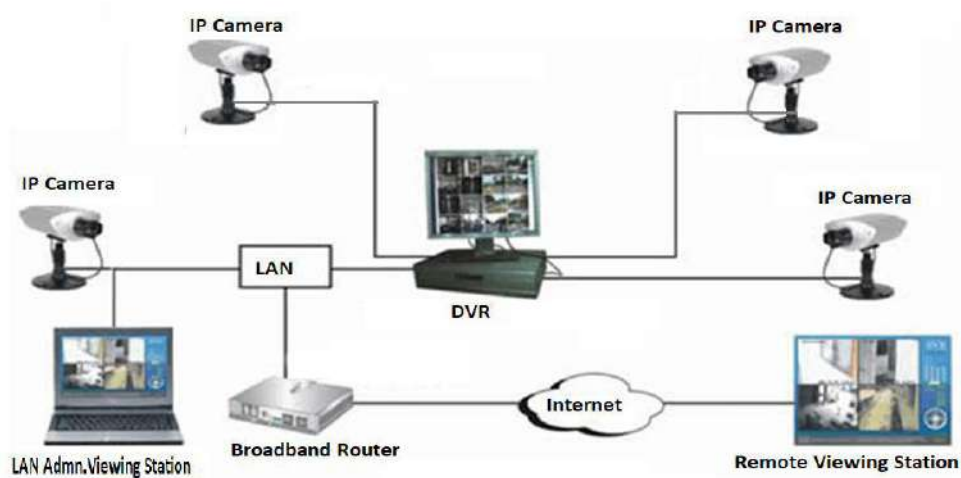 IP Camera
IP Camera
IP Camera
IP Camera
LAN
DVR
Internet
Broadband Router
LAN Admn.Viewing Station
Remote Viewing Station